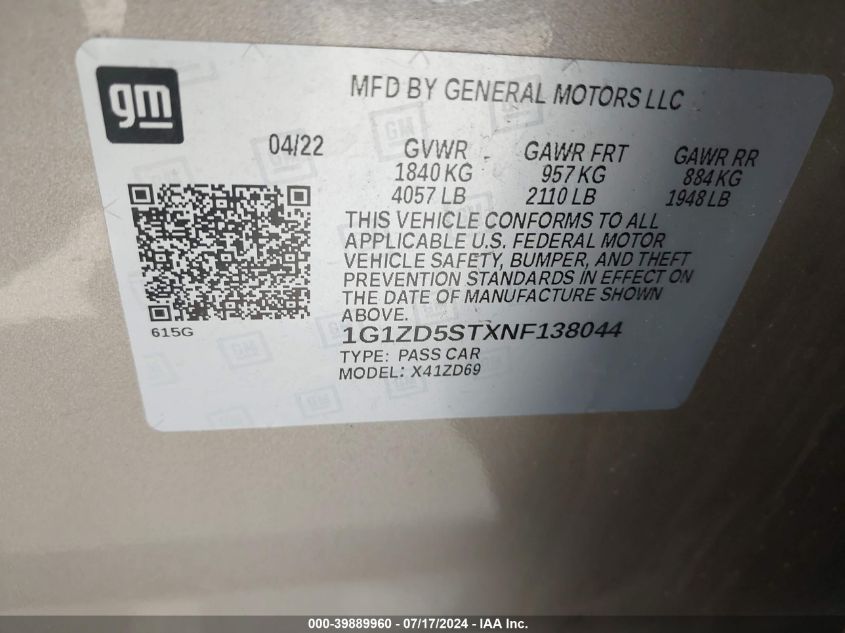 gm
MFD BY GENERAL MOTORS LLC
04/22 GVWR GAWR FRT GAWR RR
1840 KG 957 KG 884 KG
4057 LB 2110 LB 1948 LB
THIS VEHICLE CONFORMS TO ALL
APPLICABLE U.S. FEDERAL MOTOR
VEHICLE SAFETY, BUMPER, AND THEFT
PREVENTION STANDARDS IN EFFECT ON
THE DATE OF MANUFACTURE SHOWN
ABOVE.
615G
1G1ZD5STXNF138044
TYPE: PASS CAR
MODEL: X41ZD69
000-39889960 / 07/17/2024 - IAA Inc.